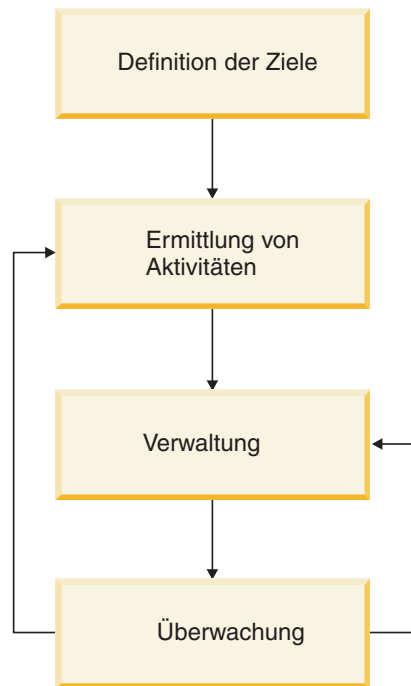 Definition der Ziele
Ermittlung von
Aktivitäten
Verwaltung
Überwachung